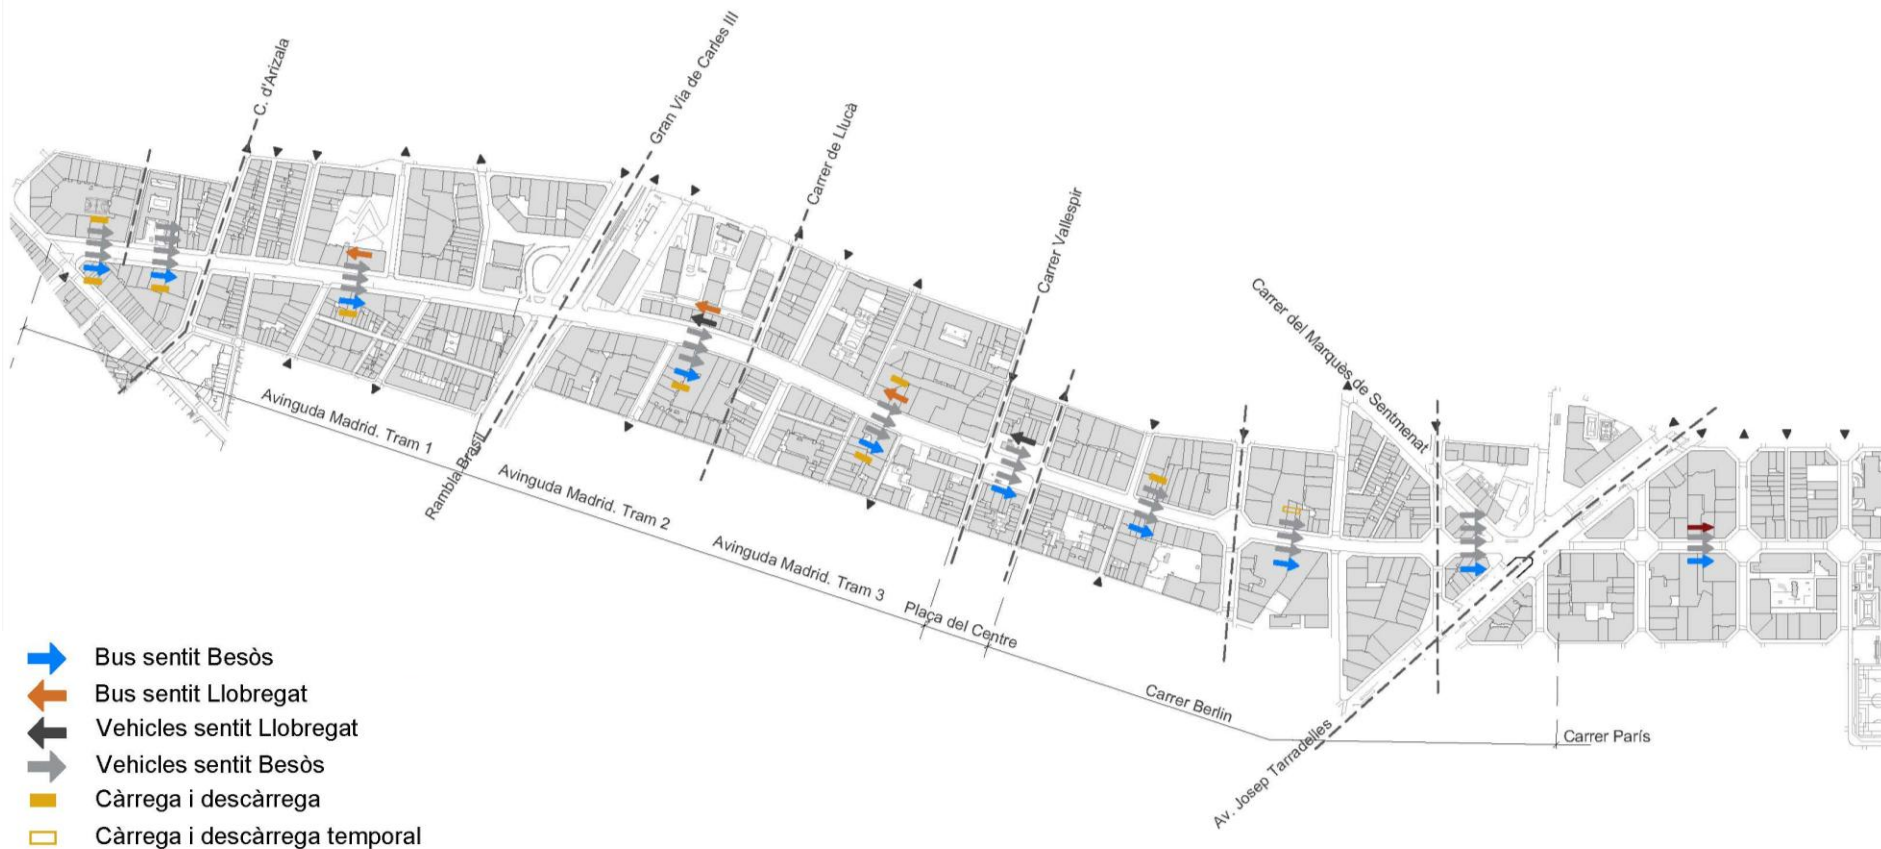 C. d'Arizala
Gran Via de Carles III
Carrer de Llucà
Carrer Vallespir
Carrer del Marquès de Sentmenat
Avinguda Madrid. Tram 1
Rambla Brasil
Avinguda Madrid. Tram 2
Avinguda Madrid. Tram 3
Plaça del Centre
Carrer Berlin
Av. Josep Tarradelles
Carrer París
Bus sentit Besòs
Bus sentit Llobregat
Vehicles sentit Llobregat
Vehicles sentit Besòs
Càrrega i descàrrega
Càrrega i descàrrega temporal